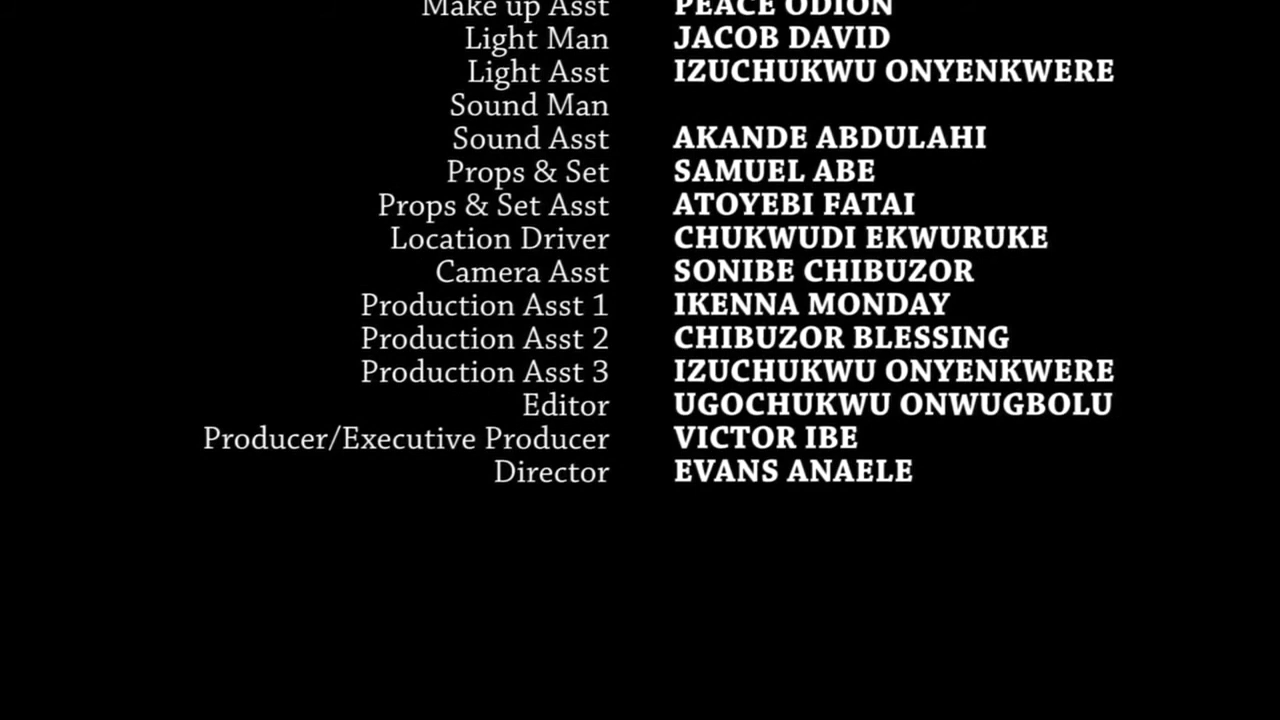 Make up Asst PEACE ODION
Light Man JACOB DAVID
Light Asst IZUCHUKWU ONYENKWERE
Sound Man
Sound Asst AKANDE ABDULAHI
Props & Set SAMUEL ABE
Props & Set Asst ATOYEBI FATAI
Location Driver CHUKWUDI EKWURUKE
Camera Asst SONIBE CHIBUZOR
Production Asst 1 IKENNA MONDAY
Production Asst 2 CHIBUZOR BLESSING
Production Asst 3 IZUCHUKWU ONYENKWERE
Editor UGOCHUKWU ONWUGBOLU
Producer/Executive Producer VICTOR IBE
Director EVANS ANAELE